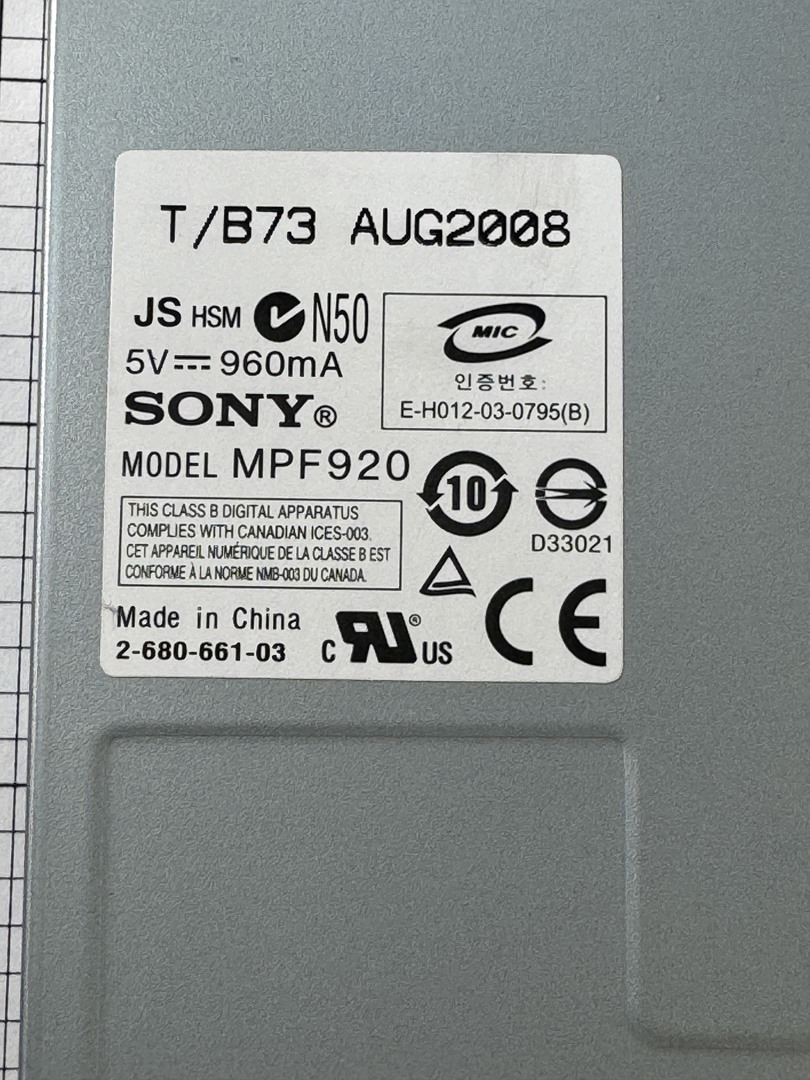 T/B73 AUG2008
JS HSM N50
5V⎓960mA
SONY®
MIC
인증번호:
E-H012-03-0795(B)
MODEL MPF920
10
D33021
THIS CLASS B DIGITAL APPARATUS
COMPLIES WITH CANADIAN ICES-003.
CET APPAREIL NUMÉRIQUE DE LA CLASSE B EST
CONFORME À LA NORME NMB-003 DU CANADA.
Made in China
2-680-661-03
C RU® US
CE